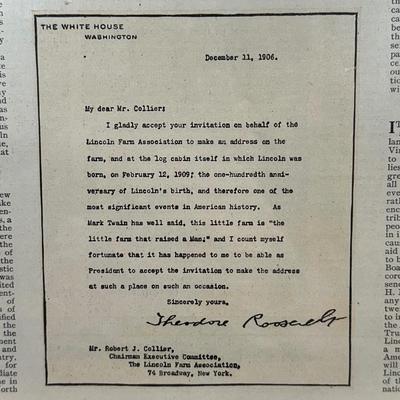 THE WHITE HOUSE
WASHINGTON
December 11, 1906.
My dear Mr. Collier:
I gladly accept your invitation on behalf of the
Lincoln Farm Association to make an address on the
farm, and at the log cabin itself in which Lincoln was
born, on February 12, 1909; the one-hundredth anni-
versary of Lincoln's birth, and therefore one of the
most significant events in American history. As
Mark Twain has well said, this little farm is "the
little farm that raised a Man;" and I count myself
fortunate that it has happened to me to be able as
President to accept the invitation to make the address
at such a place on such an occasion.
Sincerely yours,
Theodore Roosevelt
Mr. Robert J. Collier,
Chairman Executive Committee,
The Lincoln Farm Association,
74 Broadway, New York.